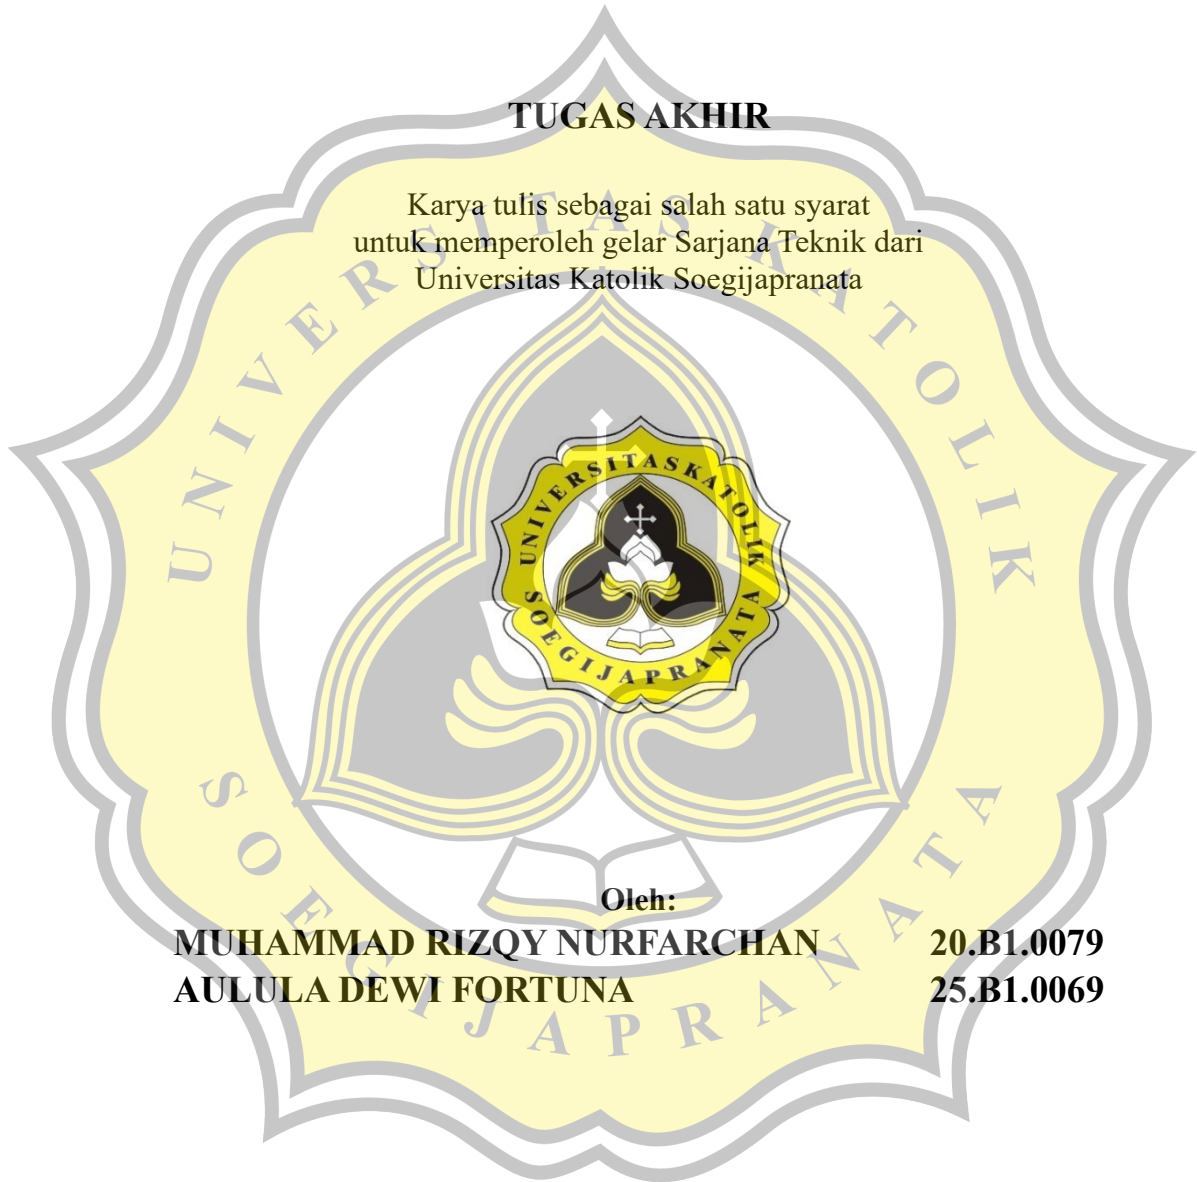 TUGAS AKHIR
Karya tulis sebagai salah satu syarat
untuk memperoleh gelar Sarjana Teknik dari
Universitas Katolik Soegijapranata
UNIVERSITAS KATOLIK
SOEGIJAPRANATA
UNIVERSITAS KATOLIK
SOEGIJAPRANATA
Oleh:
MUHAMMAD RIZQY NURFARCHAN 20.B1.0079
AULULA DEWI FORTUNA 25.B1.0069